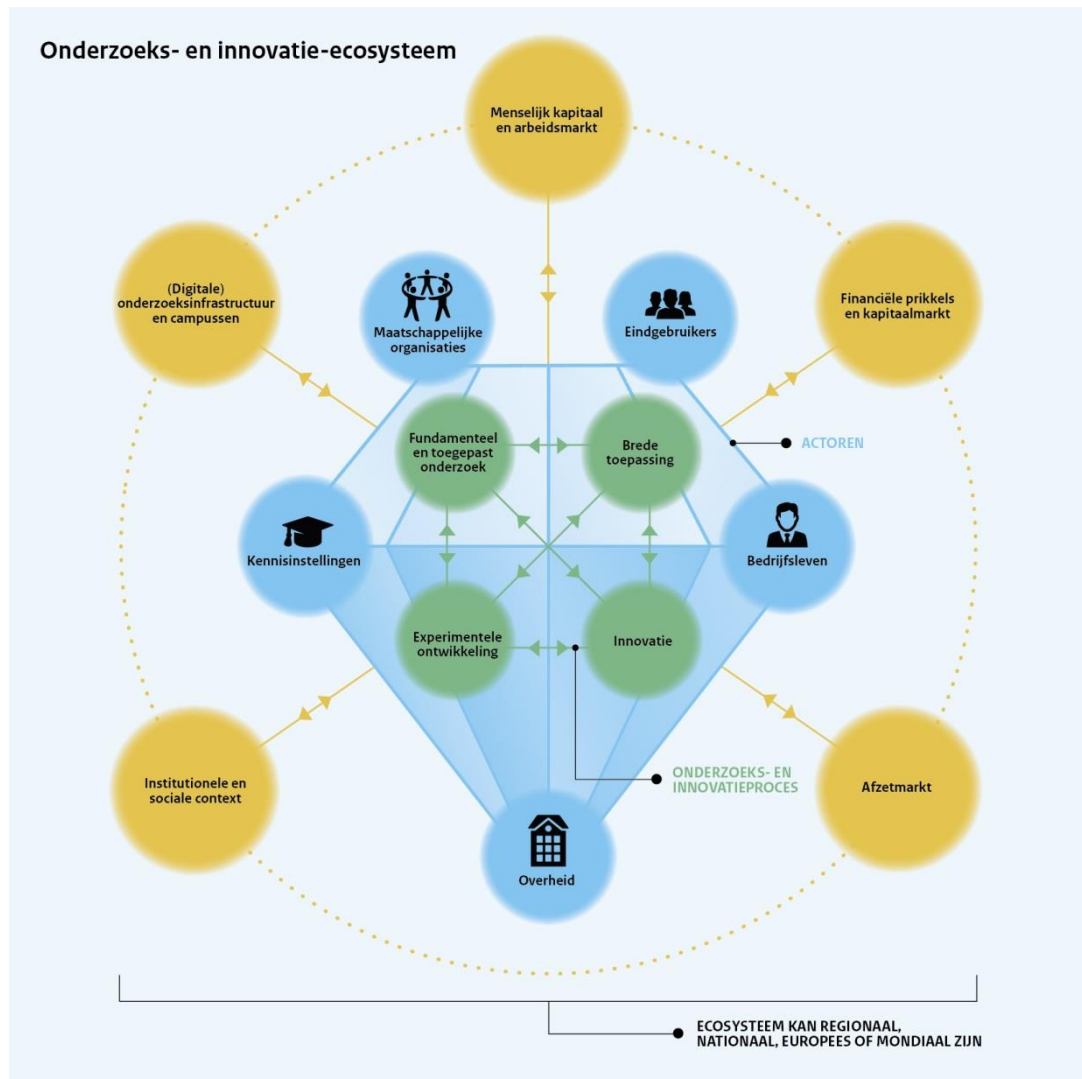 Onderzoeks- en innovatie-ecosysteem
Menselijk kapitaal
en arbeidsmarkt
(Digitale)
onderzoeksinfrastructuur
en campussen
Financiële prikkels
en kapitaalmarkt
Maatschappelijke
organisaties
Eindgebruikers
Fundamenteel
en toegepast
onderzoek
Brede
toepassing
ACTOREN
Kennisinstellingen
Bedrijfsleven
Experimentele
ontwikkeling
Innovatie
Institutionele en
sociale context
ONDERZOEKS- EN
INNOVATIEPROCES
Afzetmarkt
Overheid
ECOSYSTEEM KAN REGIONAAL,
NATIONAAL, EUROPEES OF MONDIAAL ZIJN